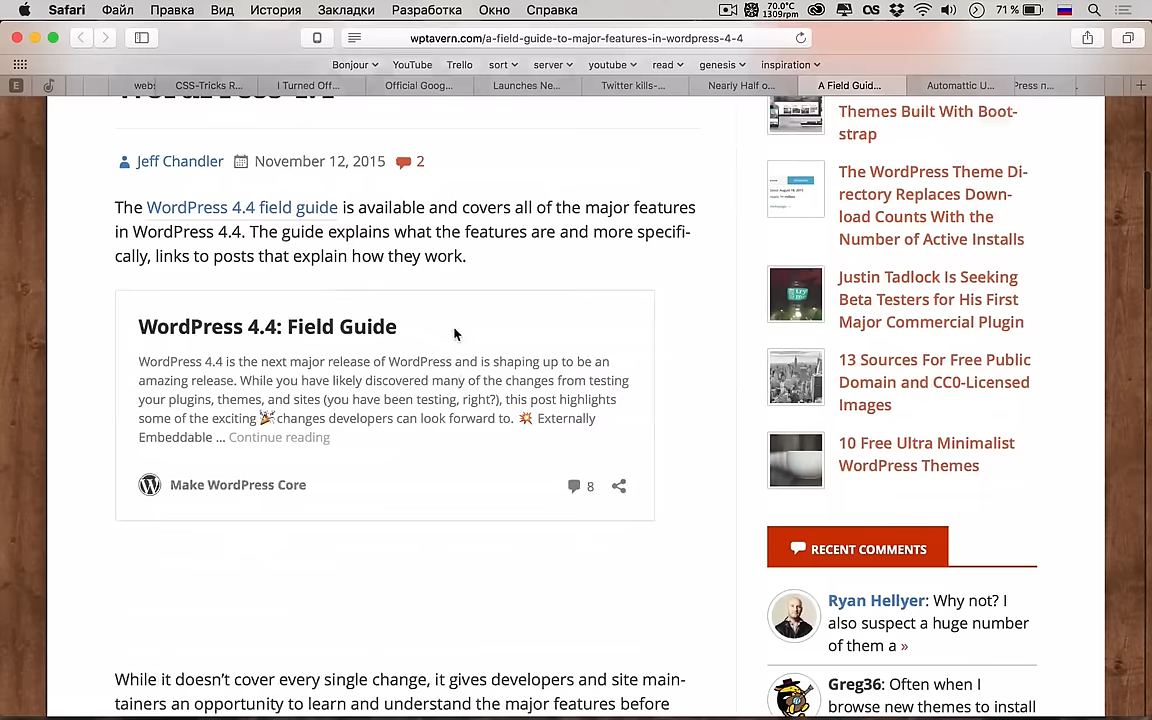 Safari Файл Правка Вид История Закладки Разработка Окно Справка
70.0°C
1309rpm
71 %
wptavern.com/a-field-guide-to-major-features-in-wordpress-4-4
Bonjour YouTube Trello sort server youtube read genesis inspiration
webs CSS-Tricks R... I Turned Off... Official Goog... Launches Ne... Twitter kills-... Nearly Half o... A Field Guid... Automattic U... Press n...
Jeff Chandler November 12, 2015 2
The WordPress 4.4 field guide is available and covers all of the major features
in WordPress 4.4. The guide explains what the features are and more specifi-
cally, links to posts that explain how they work.
WordPress 4.4: Field Guide
WordPress 4.4 is the next major release of WordPress and is shaping up to be an
amazing release. While you have likely discovered many of the changes from testing
your plugins, themes, and sites (you have been testing, right?), this post highlights
some of the exciting 🎉 changes developers can look forward to. 💥 Externally
Embeddable ... Continue reading
Make WordPress Core
8
While it doesn't cover every single change, it gives developers and site main-
tainers an opportunity to learn and understand the major features before
Themes Built With Boot-
strap
The WordPress Theme Di-
rectory Replaces Down-
load Counts With the
Number of Active Installs
Justin Tadlock Is Seeking
Beta Testers for His First
Major Commercial Plugin
13 Sources For Free Public
Domain and CC0-Licensed
Images
10 Free Ultra Minimalist
WordPress Themes
RECENT COMMENTS
Ryan Hellyer: Why not? I
also suspect a huge number
of them a »
Greg36: Often when I
browse new themes to install